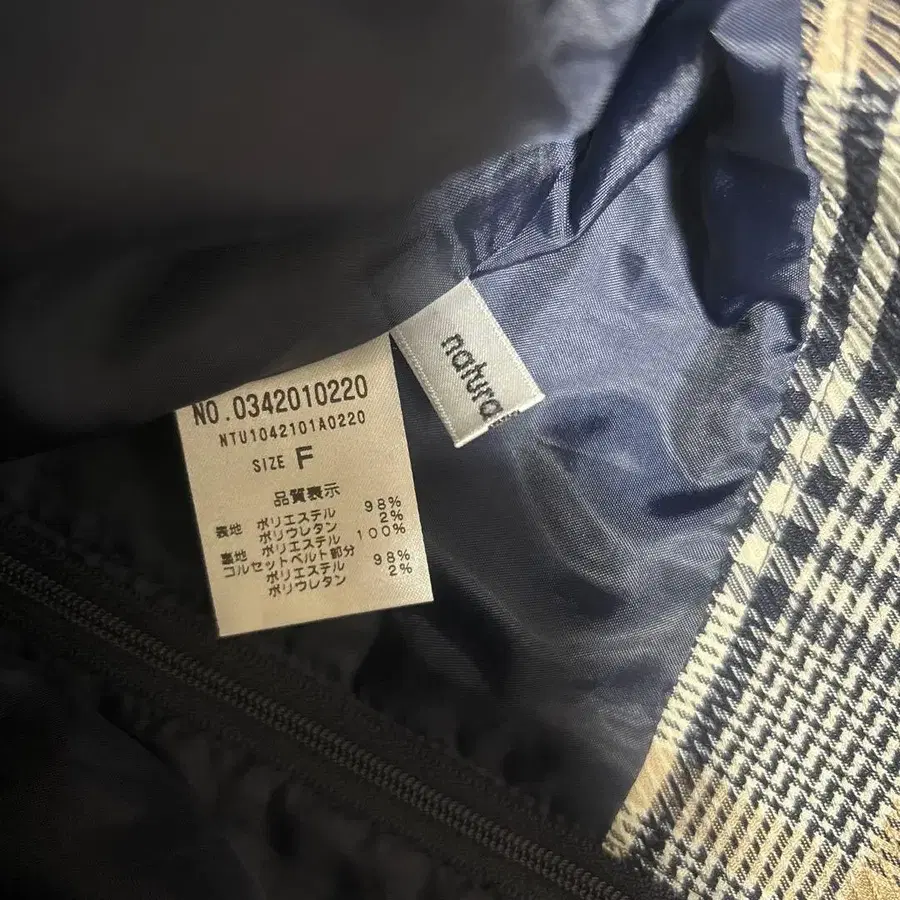 NO.0342010220
NTU1042101A0220
SIZE F
品質表示
表地 ポリエステル 98%
ポリウレタン 2%
裏地 ポリエステル 100%
コルセットベルト部分
ポリエステル 98%
ポリウレタン 2%
natura